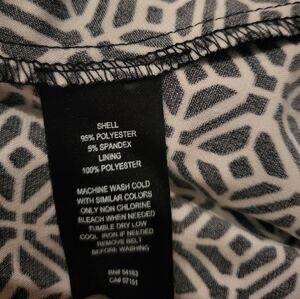 SHELL
95% POLYESTER
5% SPANDEX
LINING
100% POLYESTER
MACHINE WASH COLD
WITH SIMILAR COLORS
ONLY NON CHLORINE
BLEACH WHEN NEEDED
TUMBLE DRY LOW
COOL IRON IF NEEDED
REMOVE BELT
BEFORE WASHING
RN# 54163
CA# 57151